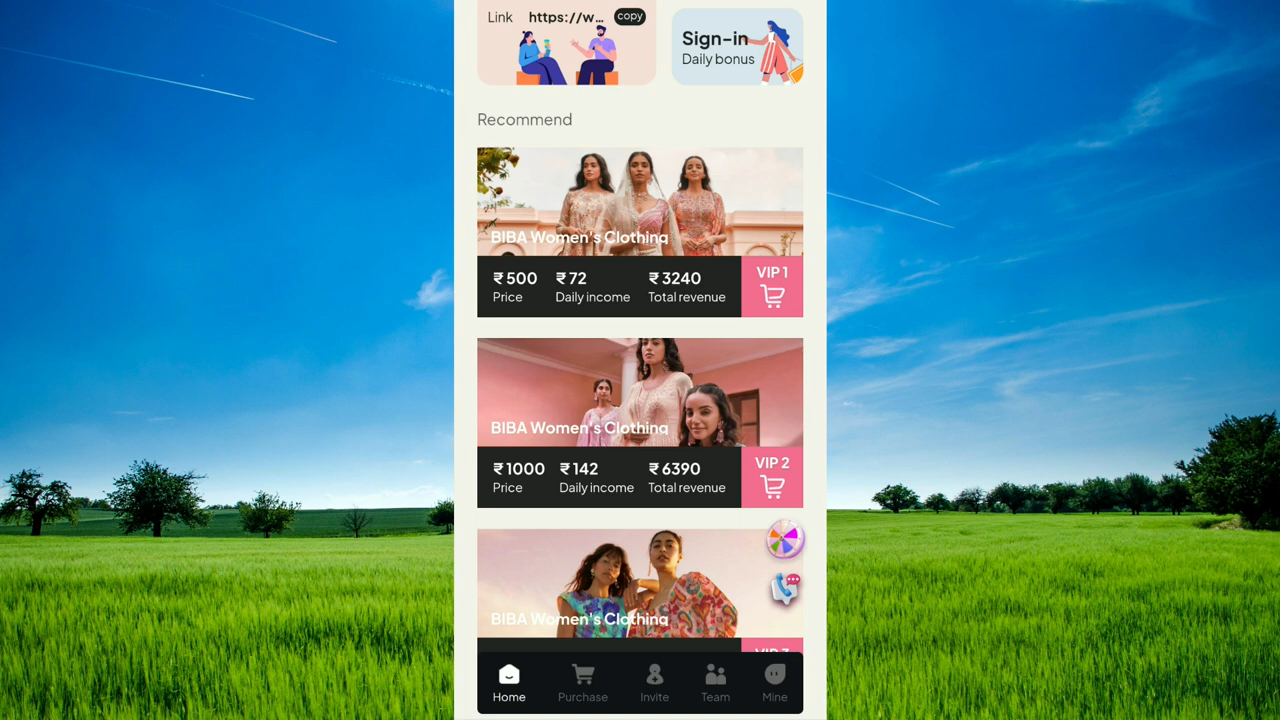 Link https://w... copy
Sign-in
Daily bonus
Recommend
BIBA Women's Clothing
₹ 500 ₹ 72 ₹ 3240 VIP 1
Price Daily income Total revenue
BIBA Women's Clothing
₹ 1000 ₹ 142 ₹ 6390 VIP 2
Price Daily income Total revenue
BIBA Women's Clothing
VIP 3
Home Purchase Invite Team Mine